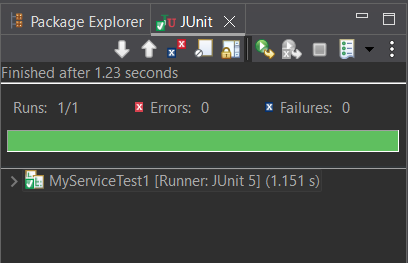 Package Explorer JUnit
Finished after 1.23 seconds
Runs: 1/1 Errors: 0 Failures: 0
MyServiceTest1 [Runner: JUnit 5] (1.151 s)